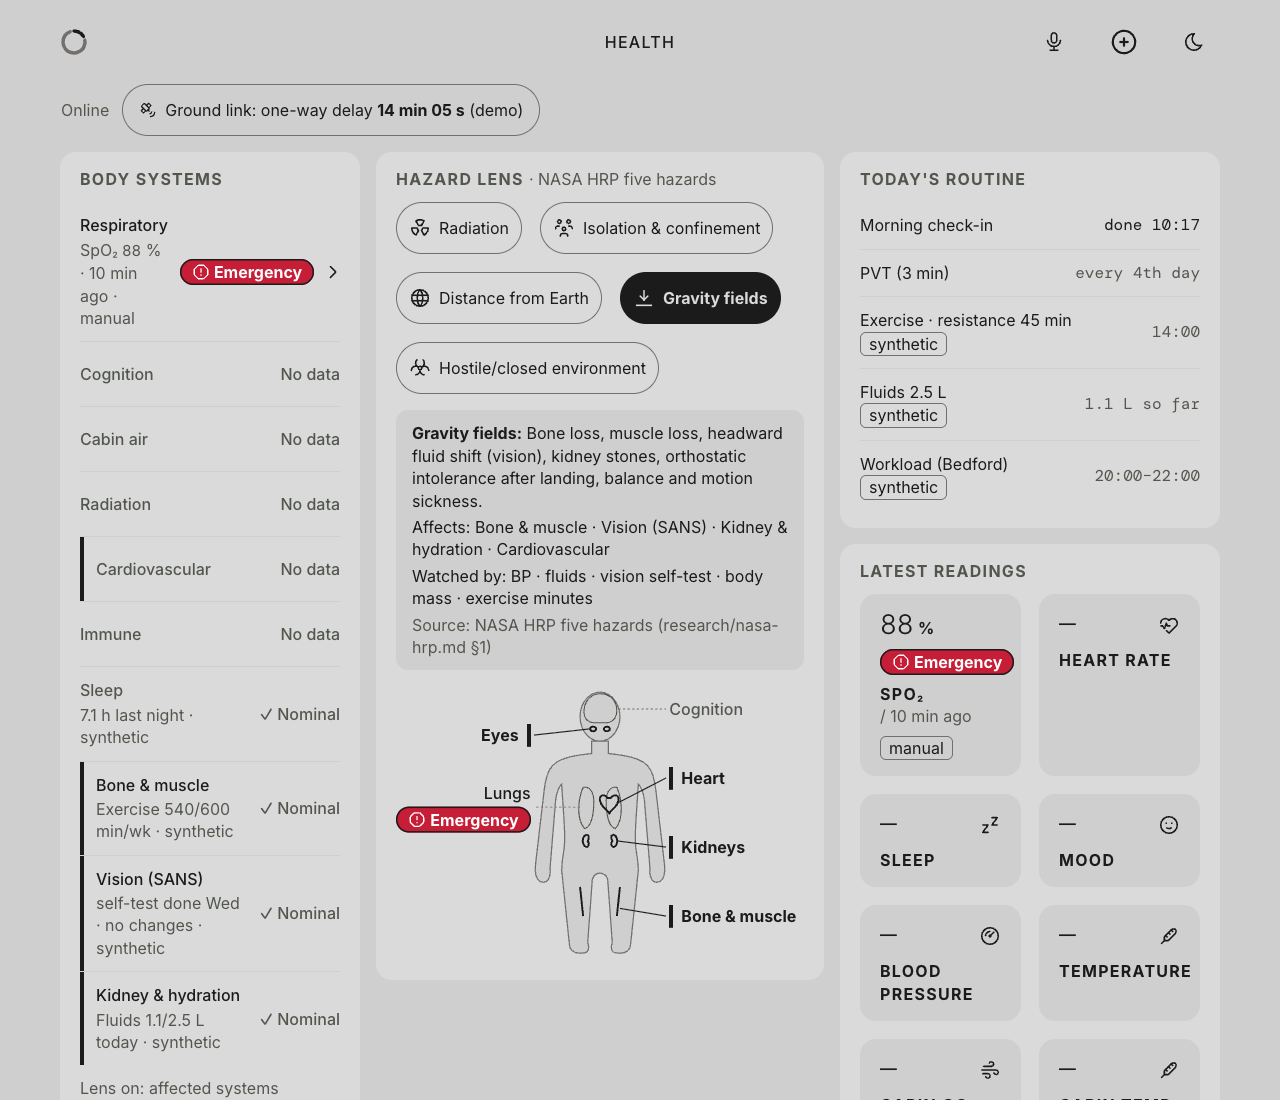 HEALTH
Online
Ground link: one-way delay 14 min 05 s (demo)
BODY SYSTEMS
Respiratory
SpO₂ 88 %
· 10 min
ago ·
manual
Emergency
Cognition
No data
Cabin air
No data
Radiation
No data
Cardiovascular
No data
Immune
No data
Sleep
7.1 h last night ·
synthetic
Nominal
Bone & muscle
Exercise 540/600
min/wk · synthetic
Nominal
Vision (SANS)
self-test done Wed
· no changes ·
synthetic
Nominal
Kidney & hydration
Fluids 1.1/2.5 L
today · synthetic
Nominal
Lens on: affected systems
HAZARD LENS · NASA HRP five hazards
Radiation
Isolation & confinement
Distance from Earth
Gravity fields
Hostile/closed environment
Gravity fields: Bone loss, muscle loss, headward
fluid shift (vision), kidney stones, orthostatic
intolerance after landing, balance and motion
sickness.
Affects: Bone & muscle · Vision (SANS) · Kidney &
hydration · Cardiovascular
Watched by: BP · fluids · vision self-test · body
mass · exercise minutes
Source: NASA HRP five hazards (research/nasa-
hrp.md §1)
Cognition
Eyes
Heart
Lungs
Emergency
Kidneys
Bone & muscle
TODAY'S ROUTINE
Morning check-in
done 10:17
PVT (3 min)
every 4th day
Exercise · resistance 45 min
synthetic
14:00
Fluids 2.5 L
synthetic
1.1 L so far
Workload (Bedford)
synthetic
20:00–22:00
LATEST READINGS
88 %
Emergency
SPO₂
/ 10 min ago
manual
—
HEART RATE
—
zz
SLEEP
—
MOOD
—
BLOOD
PRESSURE
—
TEMPERATURE
—
—